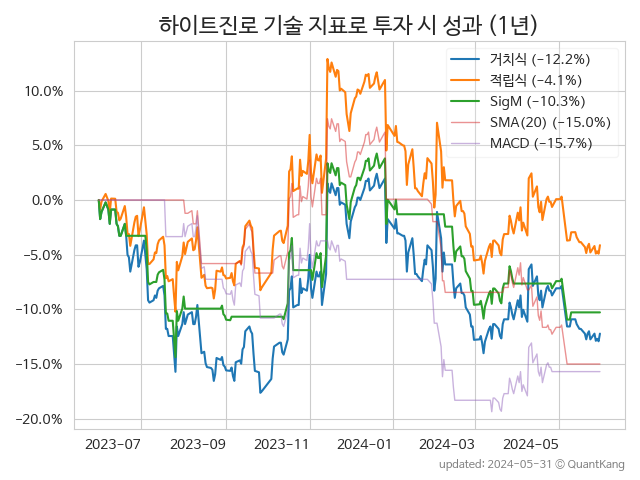 하이트진로 기술 지표로 투자 시 성과 (1년)
거치식 (−12.2%)
적립식 (−4.1%)
SigM (−10.3%)
SMA(20) (−15.0%)
MACD (−15.7%)
10.0%
5.0%
0.0%
−5.0%
−10.0%
−15.0%
−20.0%
2023-07 2023-09 2023-11 2024-01 2024-03 2024-05
updated: 2024-05-31 © QuantKang